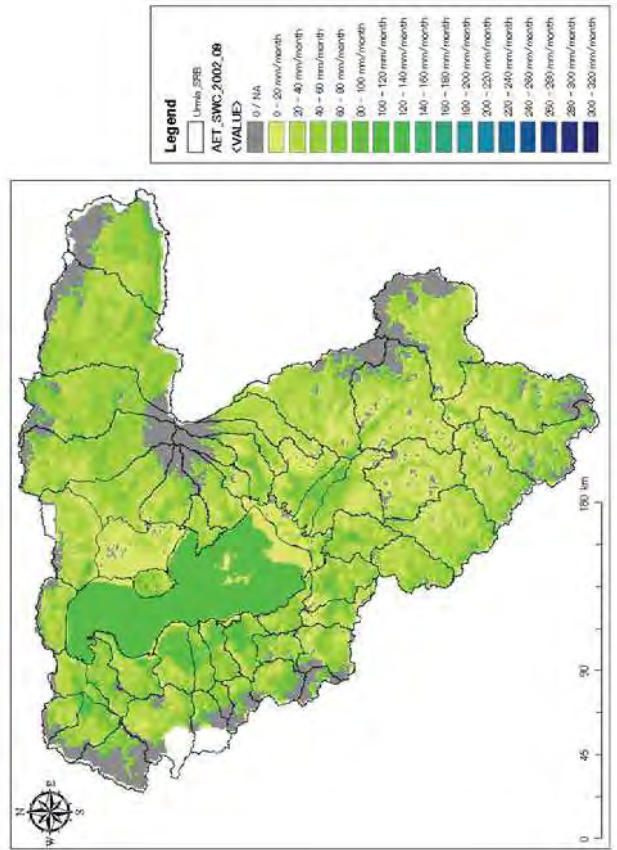 Legend
Urmia_SRB
AET_SWC_2002_09
<VALUE>
0 / NA
0 - 20 mm/month
20 - 40 mm/month
40 - 60 mm/month
60 - 80 mm/month
80 - 100 mm/month
100 - 120 mm/month
120 - 140 mm/month
140 - 160 mm/month
160 - 180 mm/month
180 - 200 mm/month
200 - 220 mm/month
220 - 240 mm/month
240 - 260 mm/month
260 - 280 mm/month
280 - 300 mm/month
300 - 320 mm/month
N
W
E
S
0
45
90
180 km